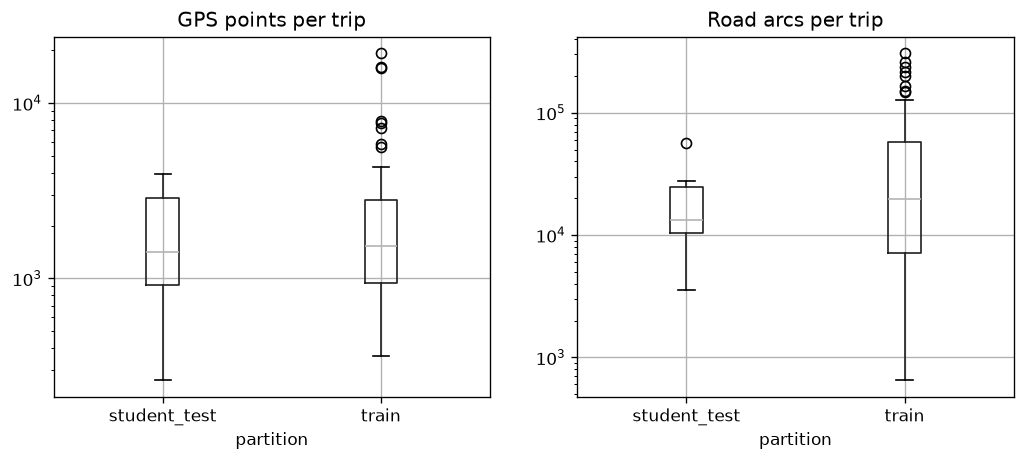 GPS points per trip
10^4
10^3
student_test
train
partition
Road arcs per trip
10^5
10^4
10^3
student_test
train
partition